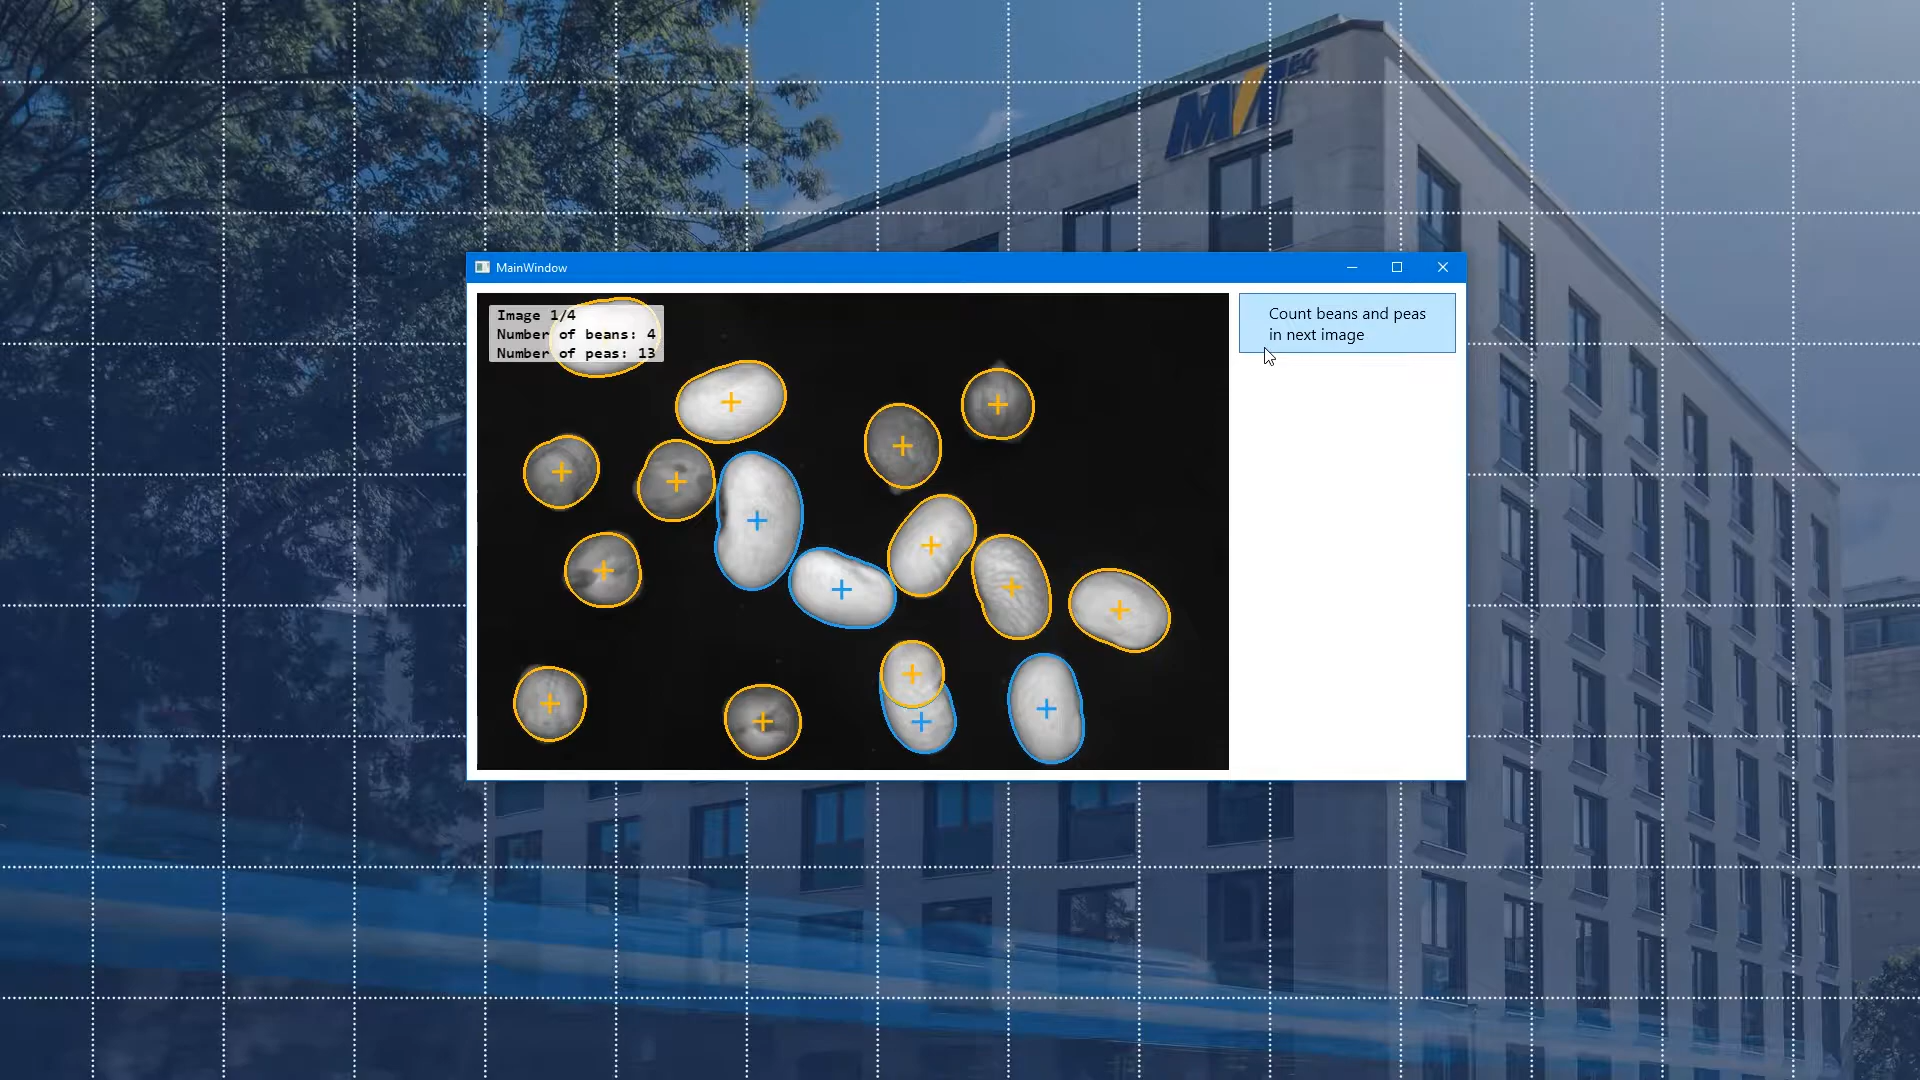 MVTEC
MainWindow
Image 1/4
Number of beans: 4
Number of peas: 13
Count beans and peas
in next image